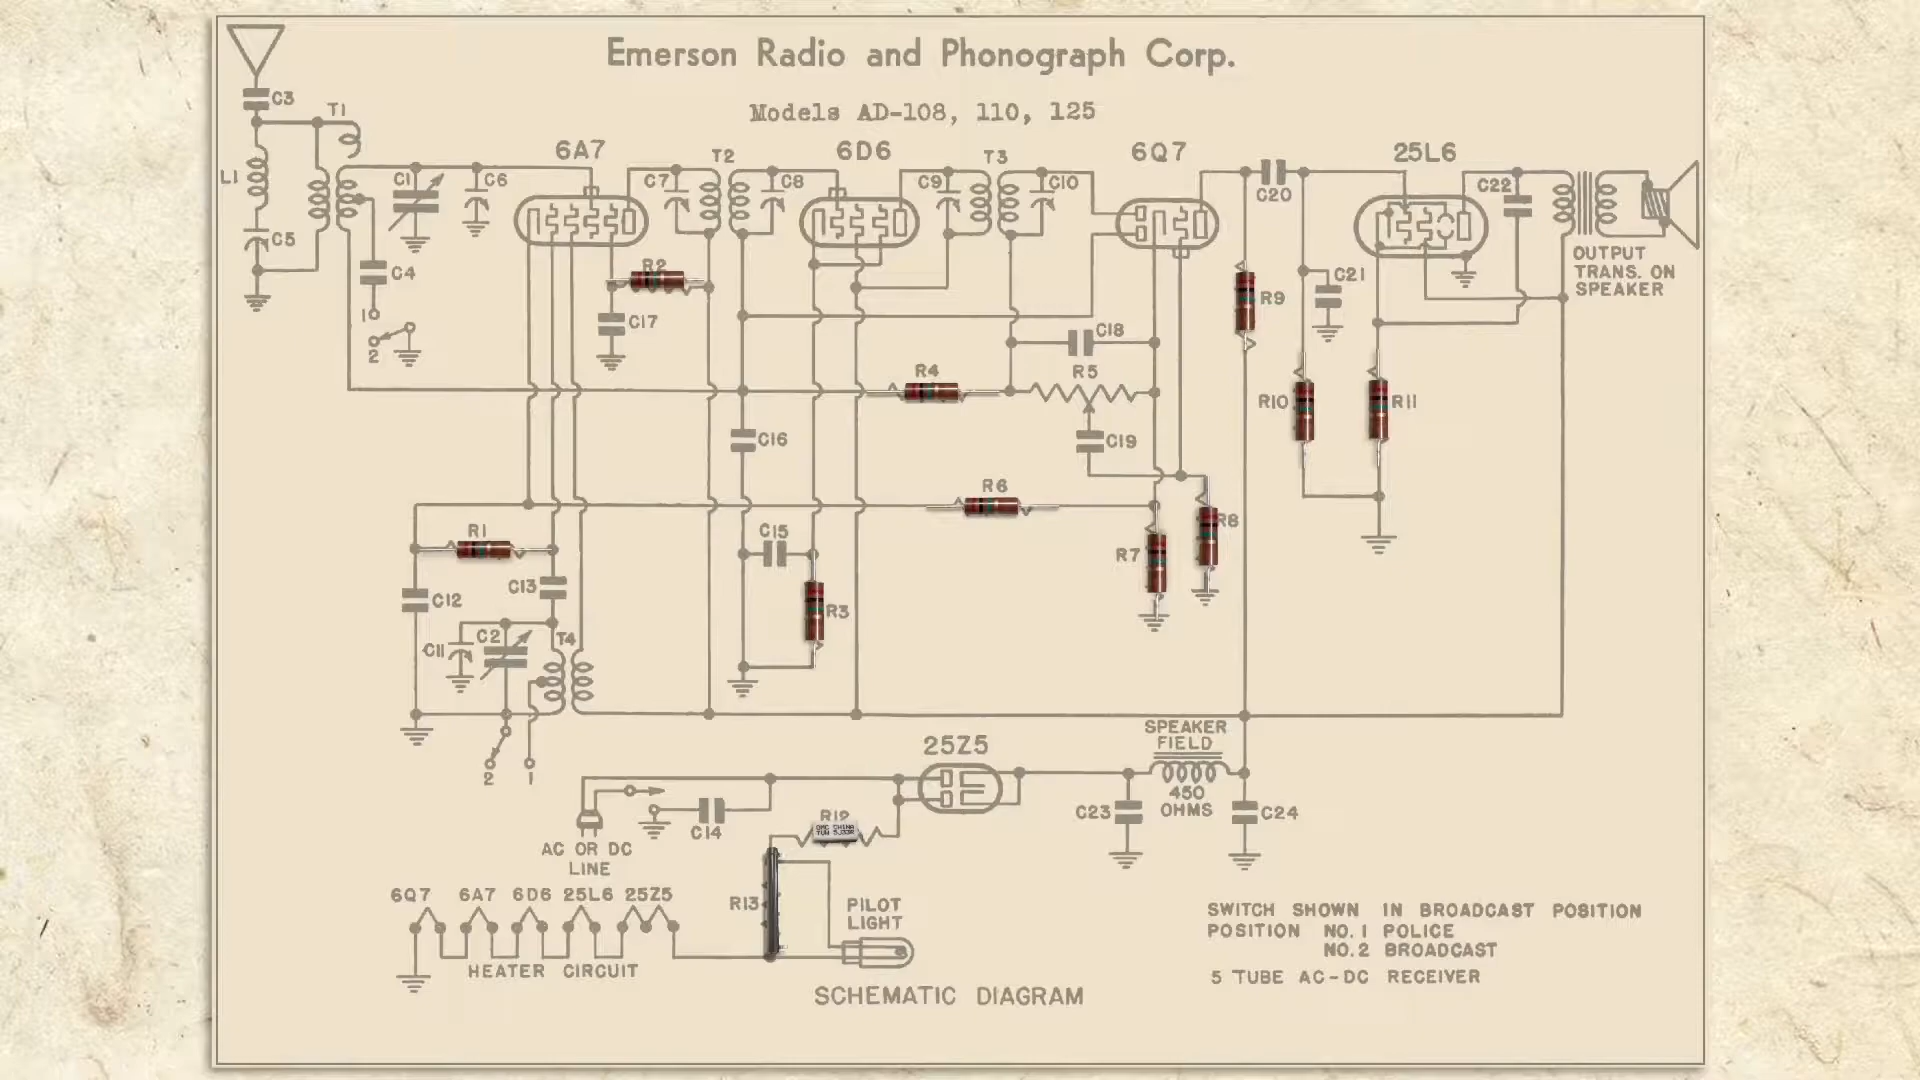 Emerson Radio and Phonograph Corp.
Models AD-108, 110, 125
C3
T1
6A7
T2
6D6
T3
6Q7
25L6
L1
C1
C6
C7
C8
C9
C10
C20
C22
C5
C4
R2
C17
C18
R9
C21
OUTPUT
TRANS. ON
SPEAKER
1
2
R4
R5
R10
R11
C16
C19
R6
R1
C15
R8
R7
C13
C12
R3
C11
C2
T4
2
1
25Z5
SPEAKER
FIELD
450
OHMS
C23
C24
C14
R12
AC OR DC
LINE
R13
PILOT
LIGHT
6Q7 6A7 6D6 25L6 25Z5
HEATER CIRCUIT
SWITCH SHOWN IN BROADCAST POSITION
POSITION NO. 1 POLICE
NO. 2 BROADCAST
5 TUBE AC-DC RECEIVER
SCHEMATIC DIAGRAM